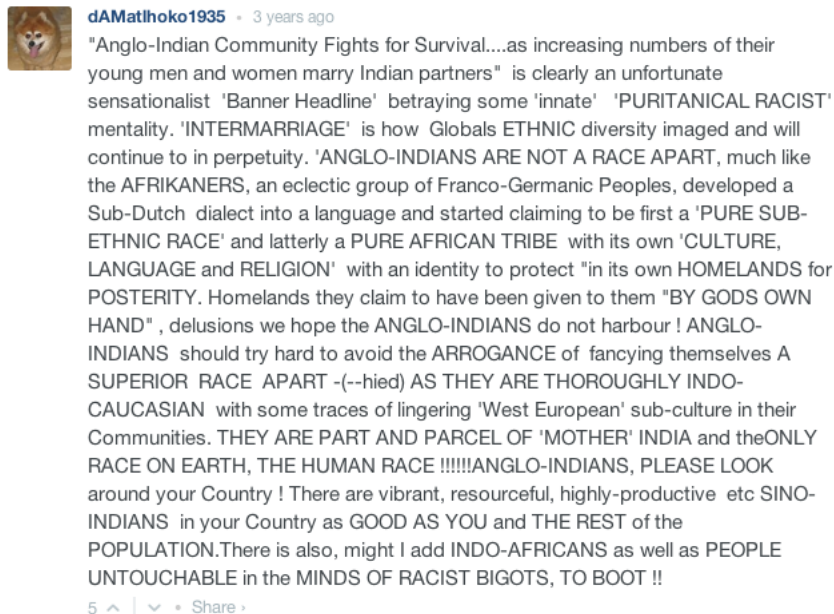 dAMatlhoko1935 • 3 years ago
"Anglo-Indian Community Fights for Survival....as increasing numbers of their
young men and women marry Indian partners" is clearly an unfortunate
sensationalist 'Banner Headline' betraying some 'innate' 'PURITANICAL RACIST'
mentality. 'INTERMARRIAGE' is how Globals ETHNIC diversity imaged and will
continue to in perpetuity. 'ANGLO-INDIANS ARE NOT A RACE APART, much like
the AFRIKANERS, an eclectic group of Franco-Germanic Peoples, developed a
Sub-Dutch dialect into a language and started claiming to be first a 'PURE SUB-
ETHNIC RACE' and latterly a PURE AFRICAN TRIBE with its own 'CULTURE,
LANGUAGE and RELIGION' with an identity to protect "in its own HOMELANDS for
POSTERITY. Homelands they claim to have been given to them "BY GODS OWN
HAND" , delusions we hope the ANGLO-INDIANS do not harbour ! ANGLO-
INDIANS should try hard to avoid the ARROGANCE of fancying themselves A
SUPERIOR RACE APART -(--hied) AS THEY ARE THOROUGHLY INDO-
CAUCASIAN with some traces of lingering 'West European' sub-culture in their
Communities. THEY ARE PART AND PARCEL OF 'MOTHER' INDIA and theONLY
RACE ON EARTH, THE HUMAN RACE !!!!!!ANGLO-INDIANS, PLEASE LOOK
around your Country ! There are vibrant, resourceful, highly-productive etc SINO-
INDIANS in your Country as GOOD AS YOU and THE REST of the
POPULATION.There is also, might I add INDO-AFRICANS as well as PEOPLE
UNTOUCHABLE in the MINDS OF RACIST BIGOTS, TO BOOT !!
5 • Share ›